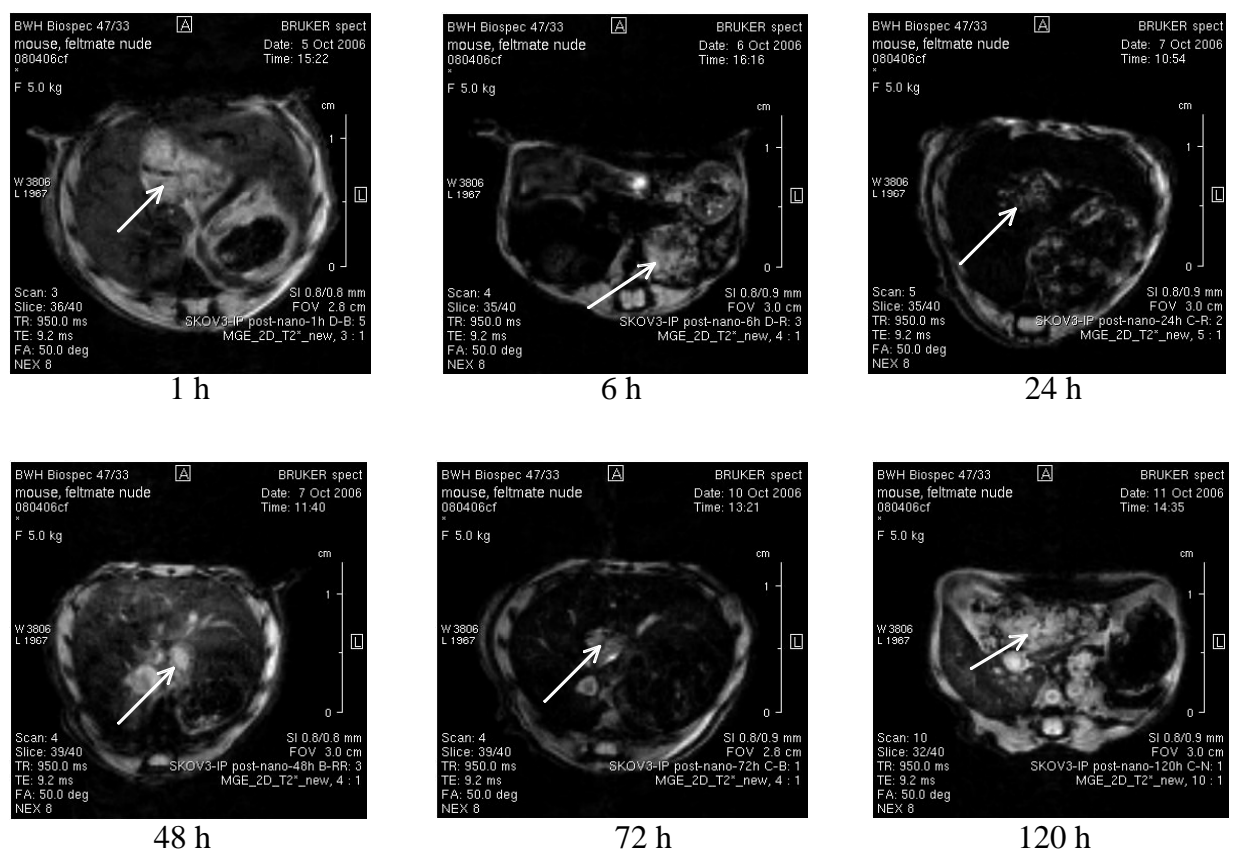 BWH Biospec 47/33 A BRUKER spect
mouse, feltmate nude Date: 5 Oct 2006
080406cf Time: 15:22
*
F 5.0 kg
cm
1
W 3806
L 1967
L
0
Scan: 3 SI 0.8/0.8 mm
Slice: 36/40 FOV 2.8 cm
TR: 950.0 ms SKOV3-IP post-nano-1h D-B: 5
TE: 9.2 ms MGE_2D_T2*_new, 3 : 1
FA: 50.0 deg
NEX 8
1 h
BWH Biospec 47/33 A BRUKER spect
mouse, feltmate nude Date: 6 Oct 2006
080406cf Time: 16:16
*
F 5.0 kg
cm
1
W 3806
L 1967
L
0
Scan: 4 SI 0.8/0.9 mm
Slice: 35/40 FOV 3.0 cm
TR: 950.0 ms SKOV3-IP post-nano-6h D-R: 3
TE: 9.2 ms MGE_2D_T2*_new, 4 : 1
FA: 50.0 deg
NEX 8
6 h
BWH Biospec 47/33 A BRUKER spect
mouse, feltmate nude Date: 7 Oct 2006
080406cf Time: 10:54
*
F 5.0 kg
cm
1
W 3806
L 1967
L
0
Scan: 5 SI 0.8/0.9 mm
Slice: 35/40 FOV 3.0 cm
TR: 950.0 ms SKOV3-IP post-nano-24h C-R: 2
TE: 9.2 ms MGE_2D_T2*_new, 5 : 1
FA: 50.0 deg
NEX 8
24 h
BWH Biospec 47/33 A BRUKER spect
mouse, feltmate nude Date: 7 Oct 2006
080406cf Time: 11:40
*
F 5.0 kg
cm
1
W 3806
L 1967
L
0
Scan: 4 SI 0.8/0.8 mm
Slice: 39/40 FOV 3.0 cm
TR: 950.0 ms SKOV3-IP post-nano-48h B-RR: 3
TE: 9.2 ms MGE_2D_T2*_new, 4 : 1
FA: 50.0 deg
NEX 8
48 h
BWH Biospec 47/33 A BRUKER spect
mouse, feltmate nude Date: 10 Oct 2006
080406cf Time: 13:21
*
F 5.0 kg
cm
1
W 3806
L 1967
L
0
Scan: 4 SI 0.8/0.9 mm
Slice: 39/40 FOV 2.8 cm
TR: 950.0 ms SKOV3-IP post-nano-72h C-B: 1
TE: 9.2 ms MGE_2D_T2*_new, 4 : 1
FA: 50.0 deg
NEX 8
72 h
BWH Biospec 47/33 A BRUKER spect
mouse, feltmate nude Date: 11 Oct 2006
080406cf Time: 14:35
*
F 5.0 kg
cm
1
W 3806
L 1967
L
0
Scan: 10 SI 0.8/0.9 mm
Slice: 32/40 FOV 3.0 cm
TR: 950.0 ms SKOV3-IP post-nano-120h C-N: 1
TE: 9.2 ms MGE_2D_T2*_new, 10 : 1
FA: 50.0 deg
NEX 8
120 h